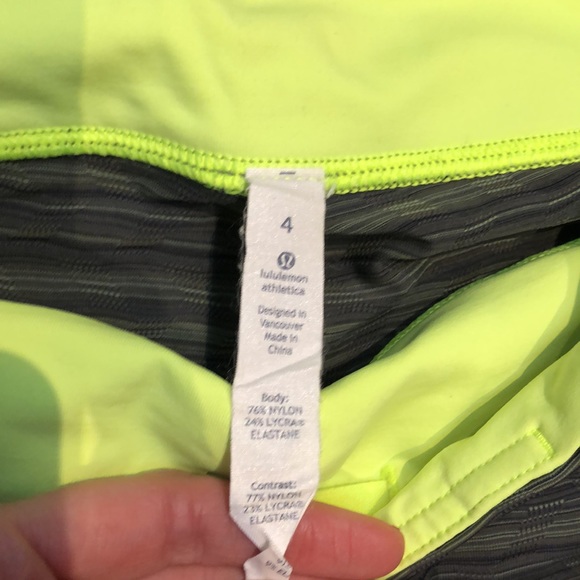 4
lululemon
athletica
Designed in
Vancouver
Made in
China
Body:
76% NYLON
24% LYCRA®
ELASTANE
Contrast:
77% NYLON
23% LYCRA®
ELASTANE